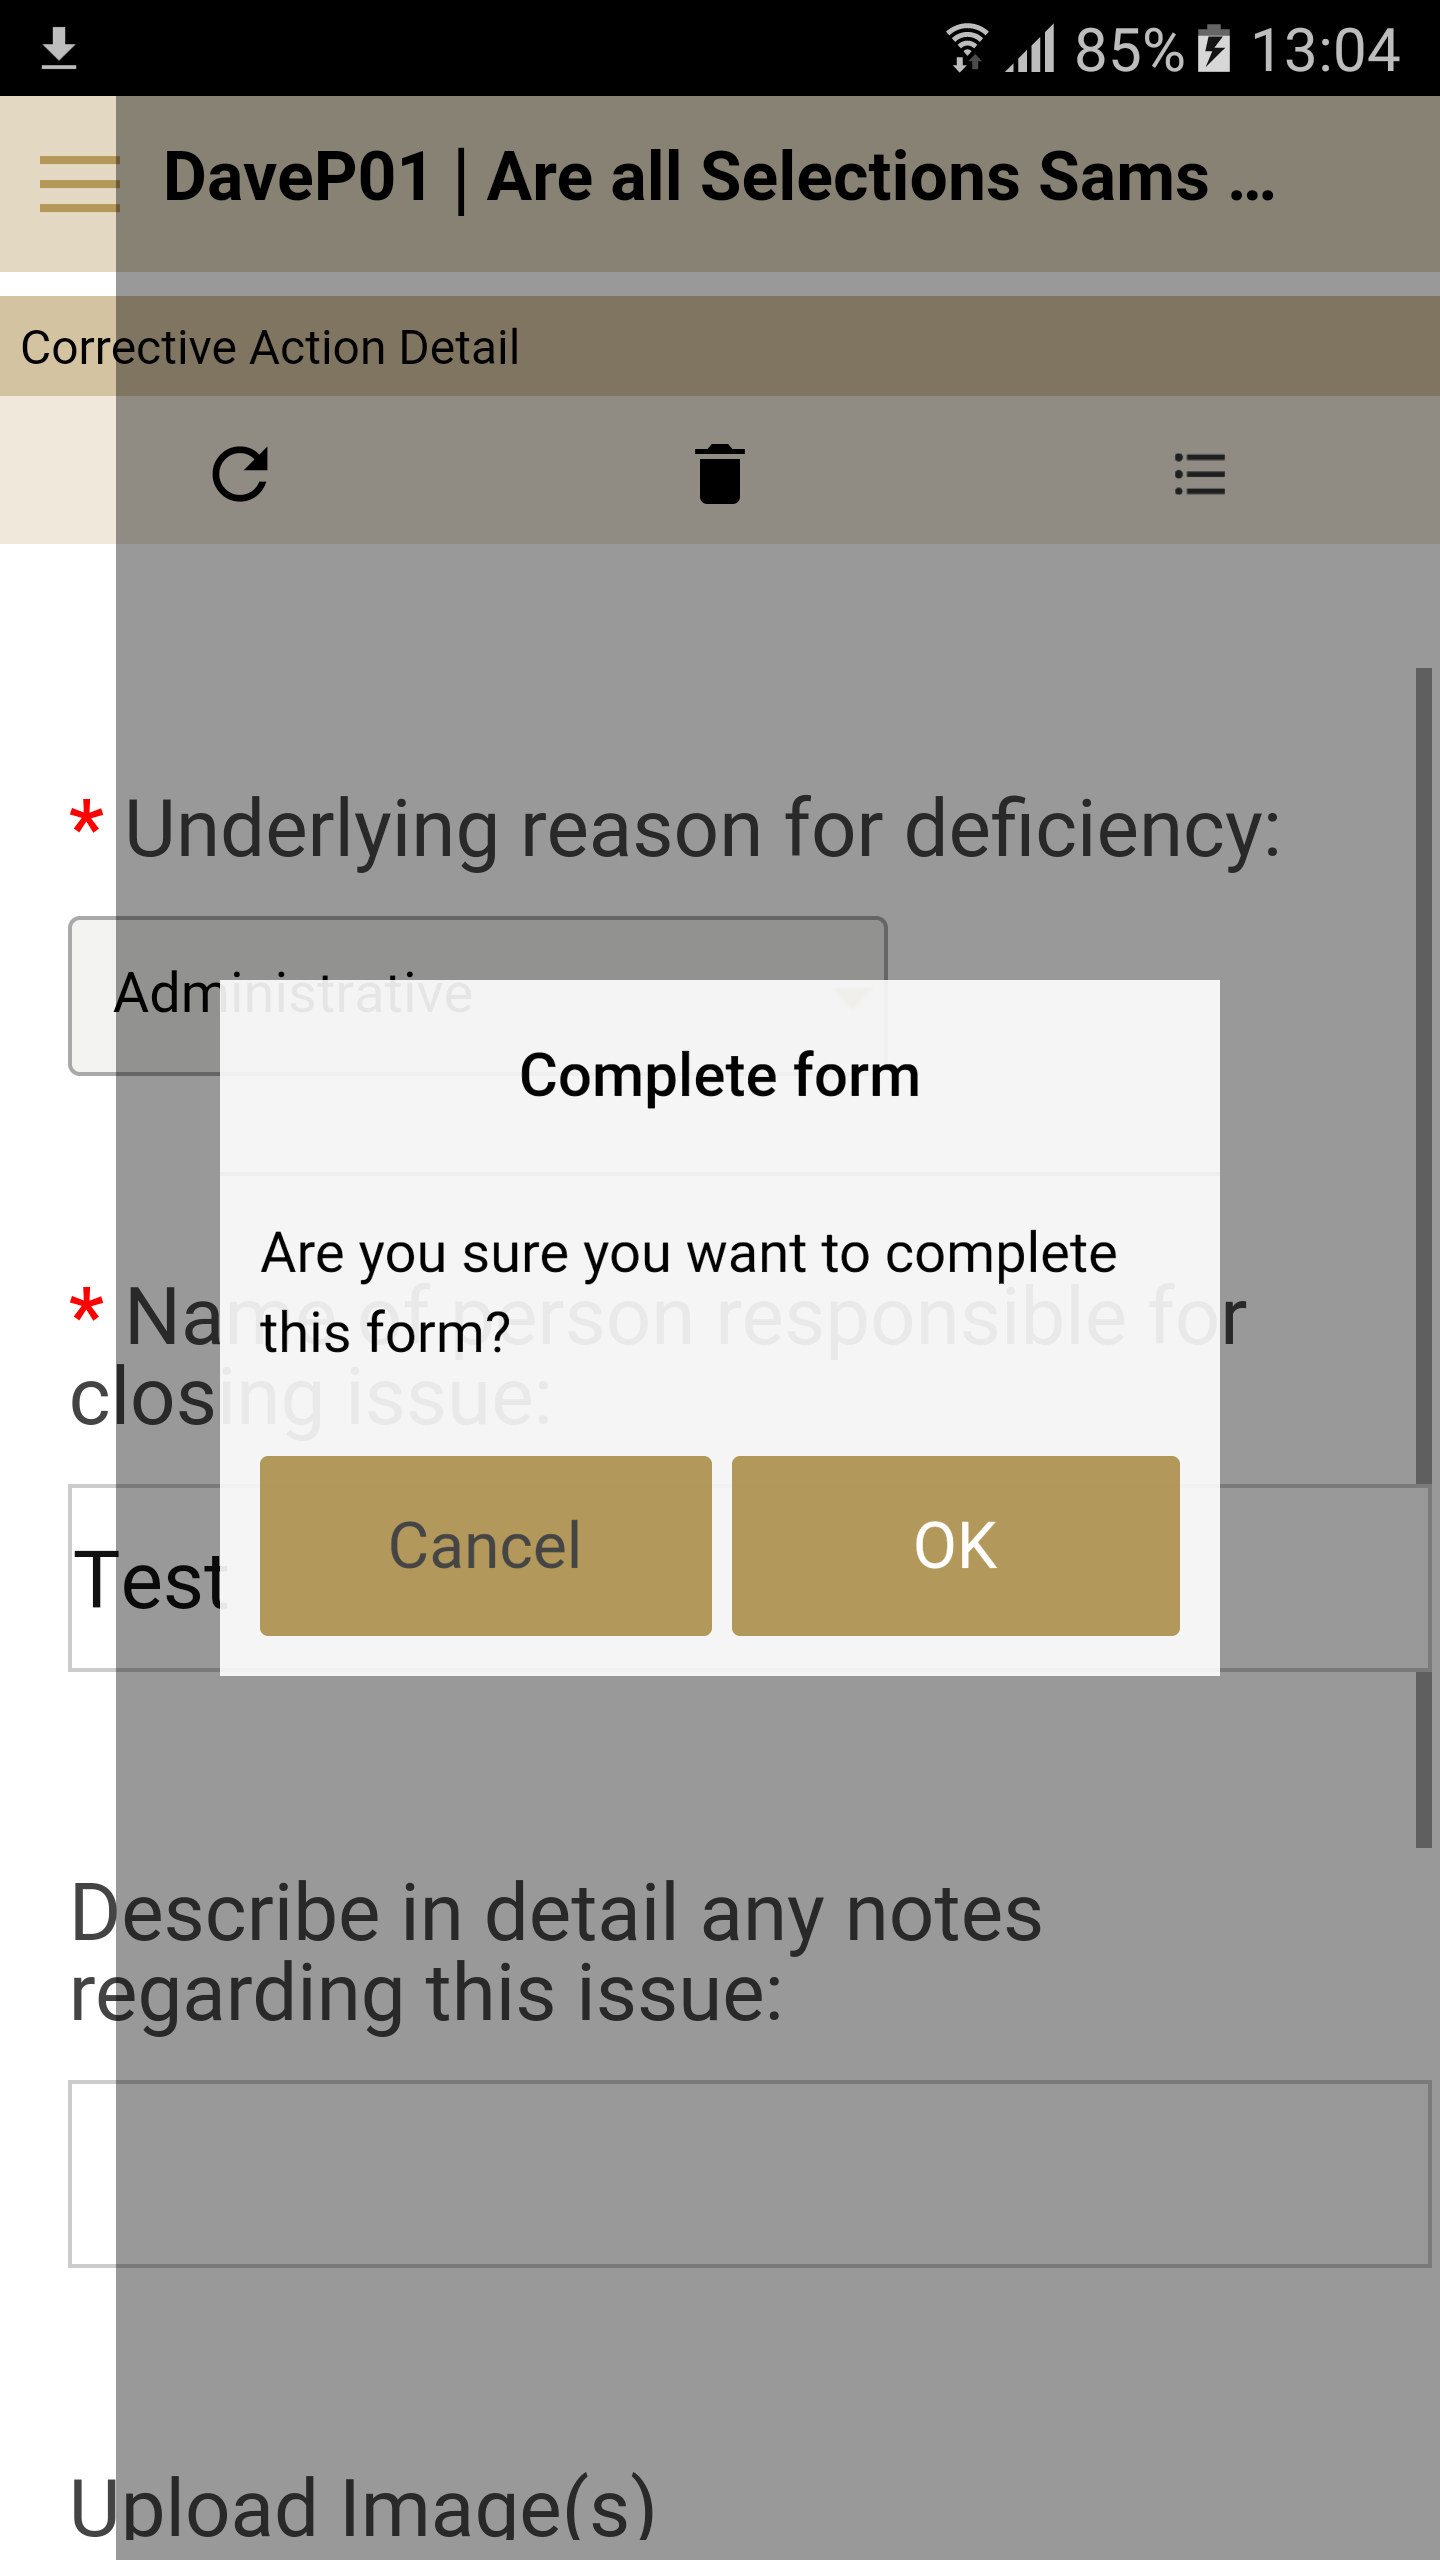 85% 13:04
DaveP01 | Are all Selections Sams ...
Corrective Action Detail
* Underlying reason for deficiency:
Administrative
Complete form
Are you sure you want to complete
this form?
* Name of person responsible for
closing issue:
Cancel
OK
Test
Describe in detail any notes
regarding this issue:
Upload Image(s)